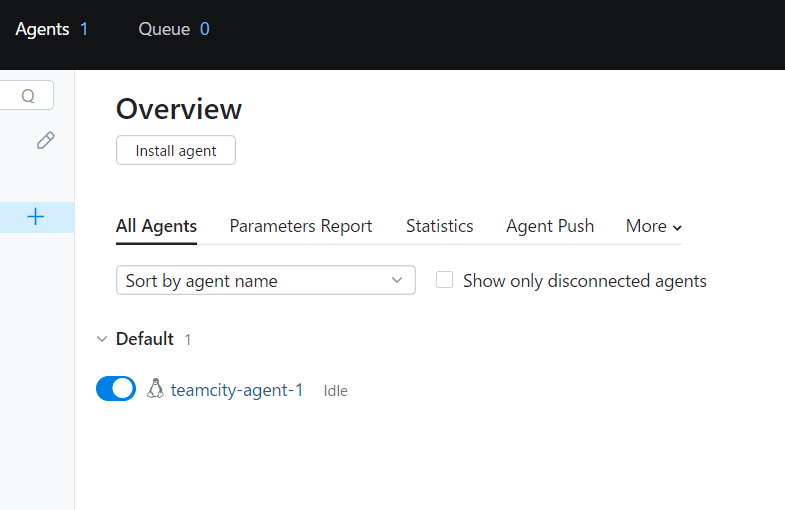 Agents 1 Queue 0
Overview
Install agent
All Agents Parameters Report Statistics Agent Push More
Sort by agent name Show only disconnected agents
Default 1
teamcity-agent-1 Idle